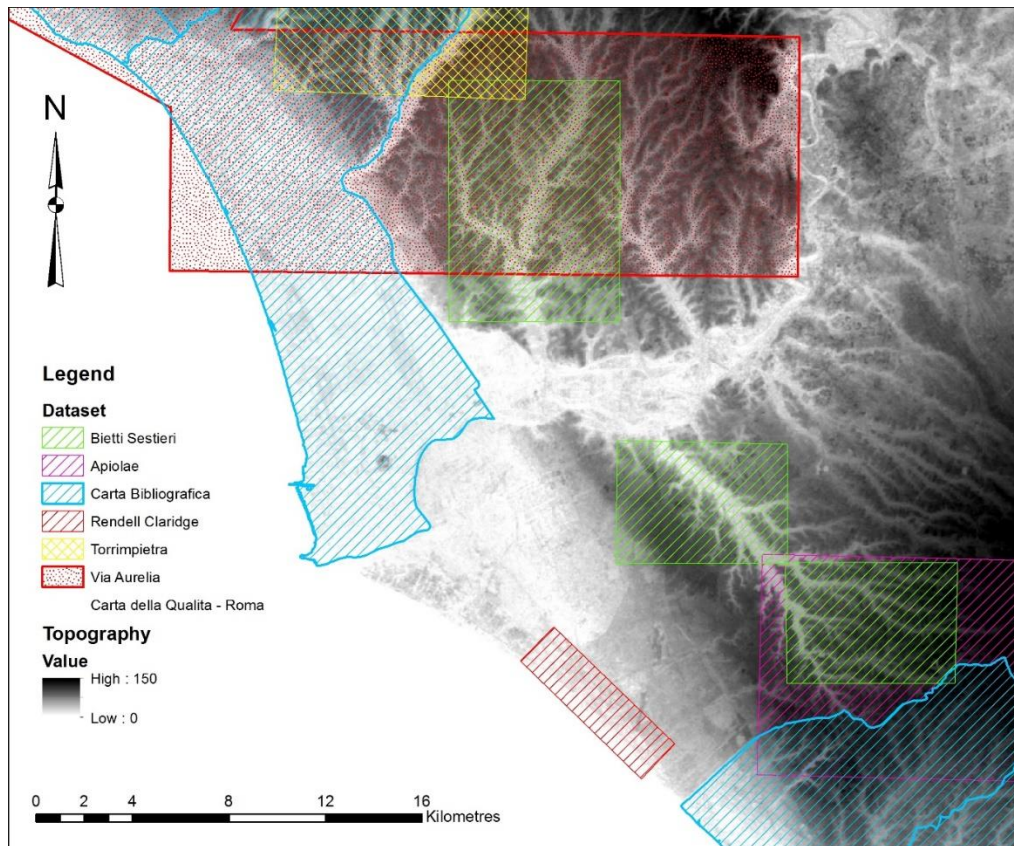 N
Legend
Dataset
Bietti Sestieri
Apiolae
Carta Bibliografica
Rendell Claridge
Torrimpietra
Via Aurelia
Carta della Qualita - Roma
Topography
Value
High : 150
Low : 0
0 2 4 8 12 16
Kilometres